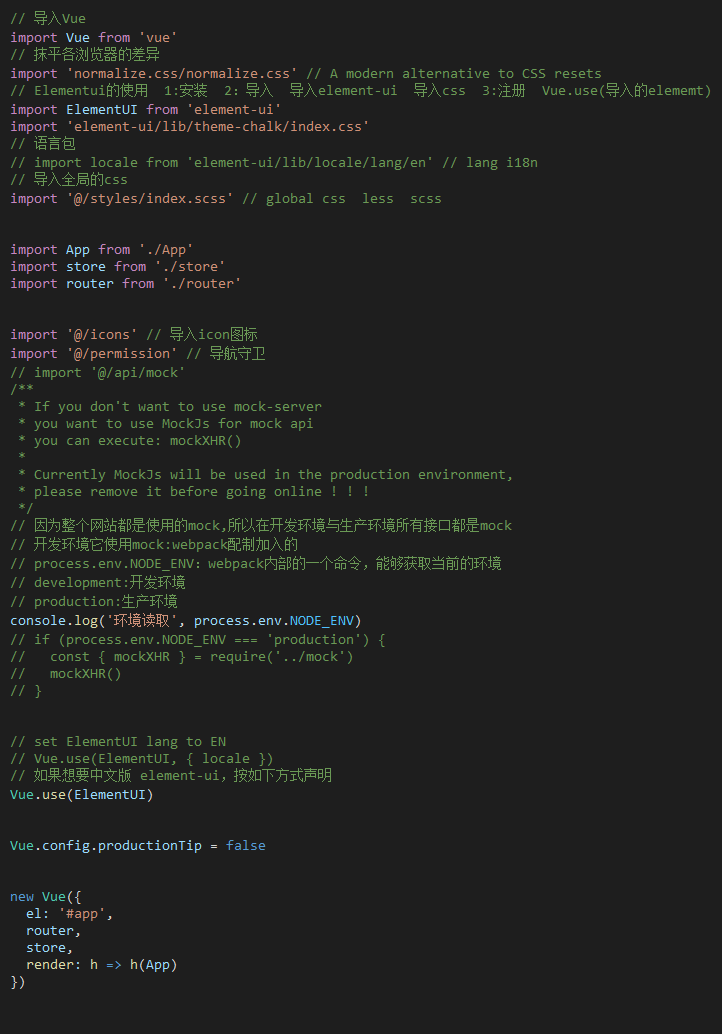 // 导入Vue
import Vue from 'vue'
// 抹平各浏览器的差异
import 'normalize.css/normalize.css' // A modern alternative to CSS resets
// Elementui的使用  1:安装  2：导入  导入element-ui  导入css  3:注册  Vue.use(导入的elememt)
import ElementUI from 'element-ui'
import 'element-ui/lib/theme-chalk/index.css'
// 语言包
// import locale from 'element-ui/lib/locale/lang/en' // lang i18n
// 导入全局的css
import '@/styles/index.scss' // global css  less  scss
import App from './App'
import store from './store'
import router from './router'
import '@/icons' // 导入icon图标
import '@/permission' // 导航守卫
// import '@/api/mock'
/**
 * If you don't want to use mock-server
 * you want to use MockJs for mock api
 * you can execute: mockXHR()
 *
 * Currently MockJs will be used in the production environment,
 * please remove it before going online ! ! !
 */
// 因为整个网站都是使用的mock,所以在开发环境与生产环境所有接口都是mock
// 开发环境它使用mock:webpack配制加入的
// process.env.NODE_ENV：webpack内部的一个命令，能够获取当前的环境
// development:开发环境
// production:生产环境
console.log('环境读取', process.env.NODE_ENV)
// if (process.env.NODE_ENV === 'production') {
//   const { mockXHR } = require('../mock')
//   mockXHR()
// }
// set ElementUI lang to EN
// Vue.use(ElementUI, { locale })
// 如果想要中文版 element-ui，按如下方式声明
Vue.use(ElementUI)
Vue.config.productionTip = false
new Vue({
  el: '#app',
  router,
  store,
  render: h => h(App)
})